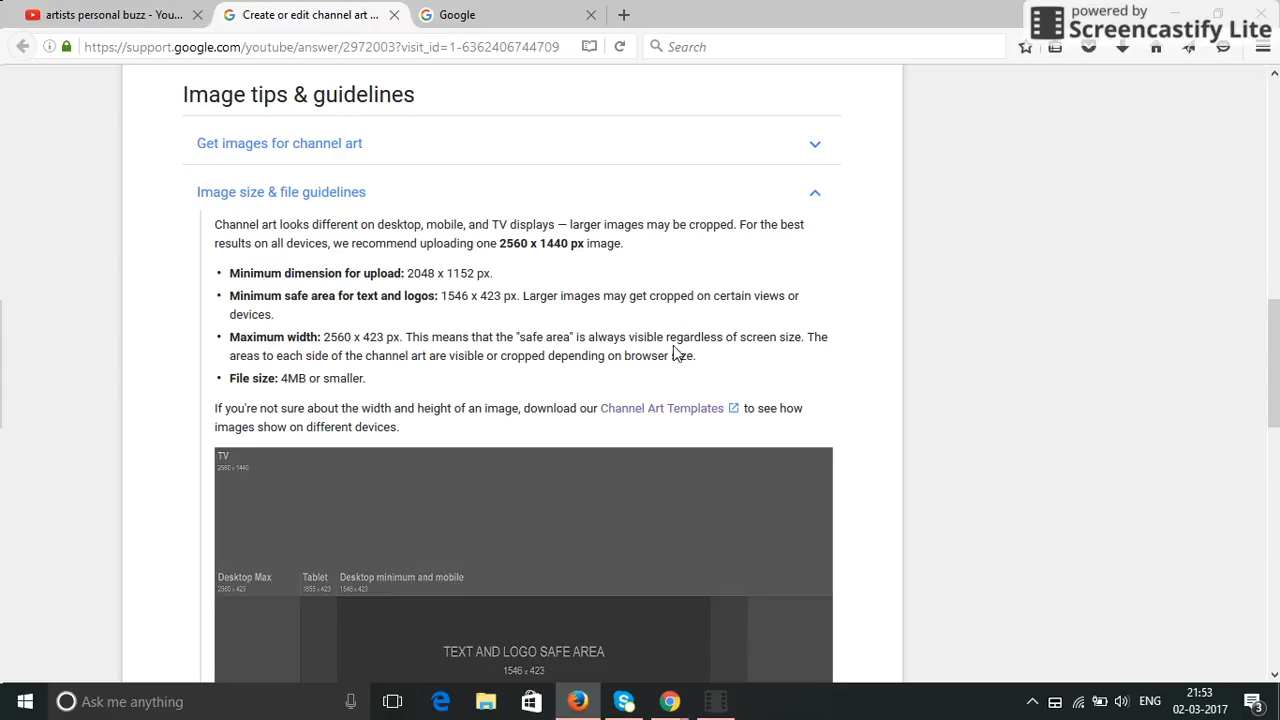 artists personal buzz - You...
Create or edit channel art ...
Google
powered by
Screencastify Lite
https://support.google.com/youtube/answer/2972003?visit_id=1-6362406744709
Search
Image tips & guidelines
Get images for channel art
Image size & file guidelines
Channel art looks different on desktop, mobile, and TV displays — larger images may be cropped. For the best
results on all devices, we recommend uploading one 2560 x 1440 px image.
• Minimum dimension for upload: 2048 x 1152 px.
• Minimum safe area for text and logos: 1546 x 423 px. Larger images may get cropped on certain views or
devices.
• Maximum width: 2560 x 423 px. This means that the "safe area" is always visible regardless of screen size. The
areas to each side of the channel art are visible or cropped depending on browser size.
• File size: 4MB or smaller.
If you're not sure about the width and height of an image, download our Channel Art Templates to see how
images show on different devices.
TV
2560 x 1440
Desktop Max
2560 x 423
Tablet
1855 x 423
Desktop minimum and mobile
1546 x 423
TEXT AND LOGO SAFE AREA
1546 x 423
Ask me anything
ENG
21:53
02-03-2017
3